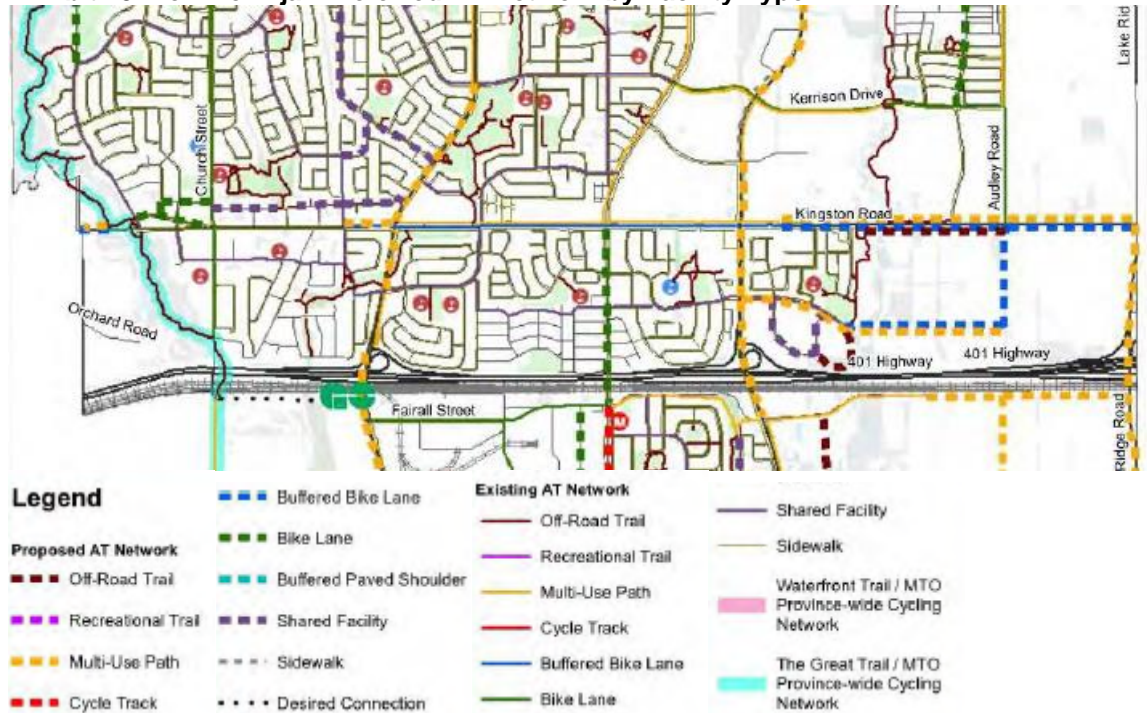 Lake Rid
Kerrison Drive
Church Street
Audley Road
Kingston Road
Orchard Road
401 Highway
401 Highway
Fairall Street
Ridge Road
Legend
Proposed AT Network
Off-Road Trail
Recreational Trail
Multi-Use Path
Cycle Track
Buffered Bike Lane
Bike Lane
Buffered Paved Shoulder
Shared Facility
Sidewalk
Desired Connection
Existing AT Network
Off-Road Trail
Recreational Trail
Multi-Use Path
Cycle Track
Buffered Bike Lane
Bike Lane
Shared Facility
Sidewalk
Waterfront Trail / MTO
Province-wide Cycling
Network
The Great Trail / MTO
Province-wide Cycling
Network